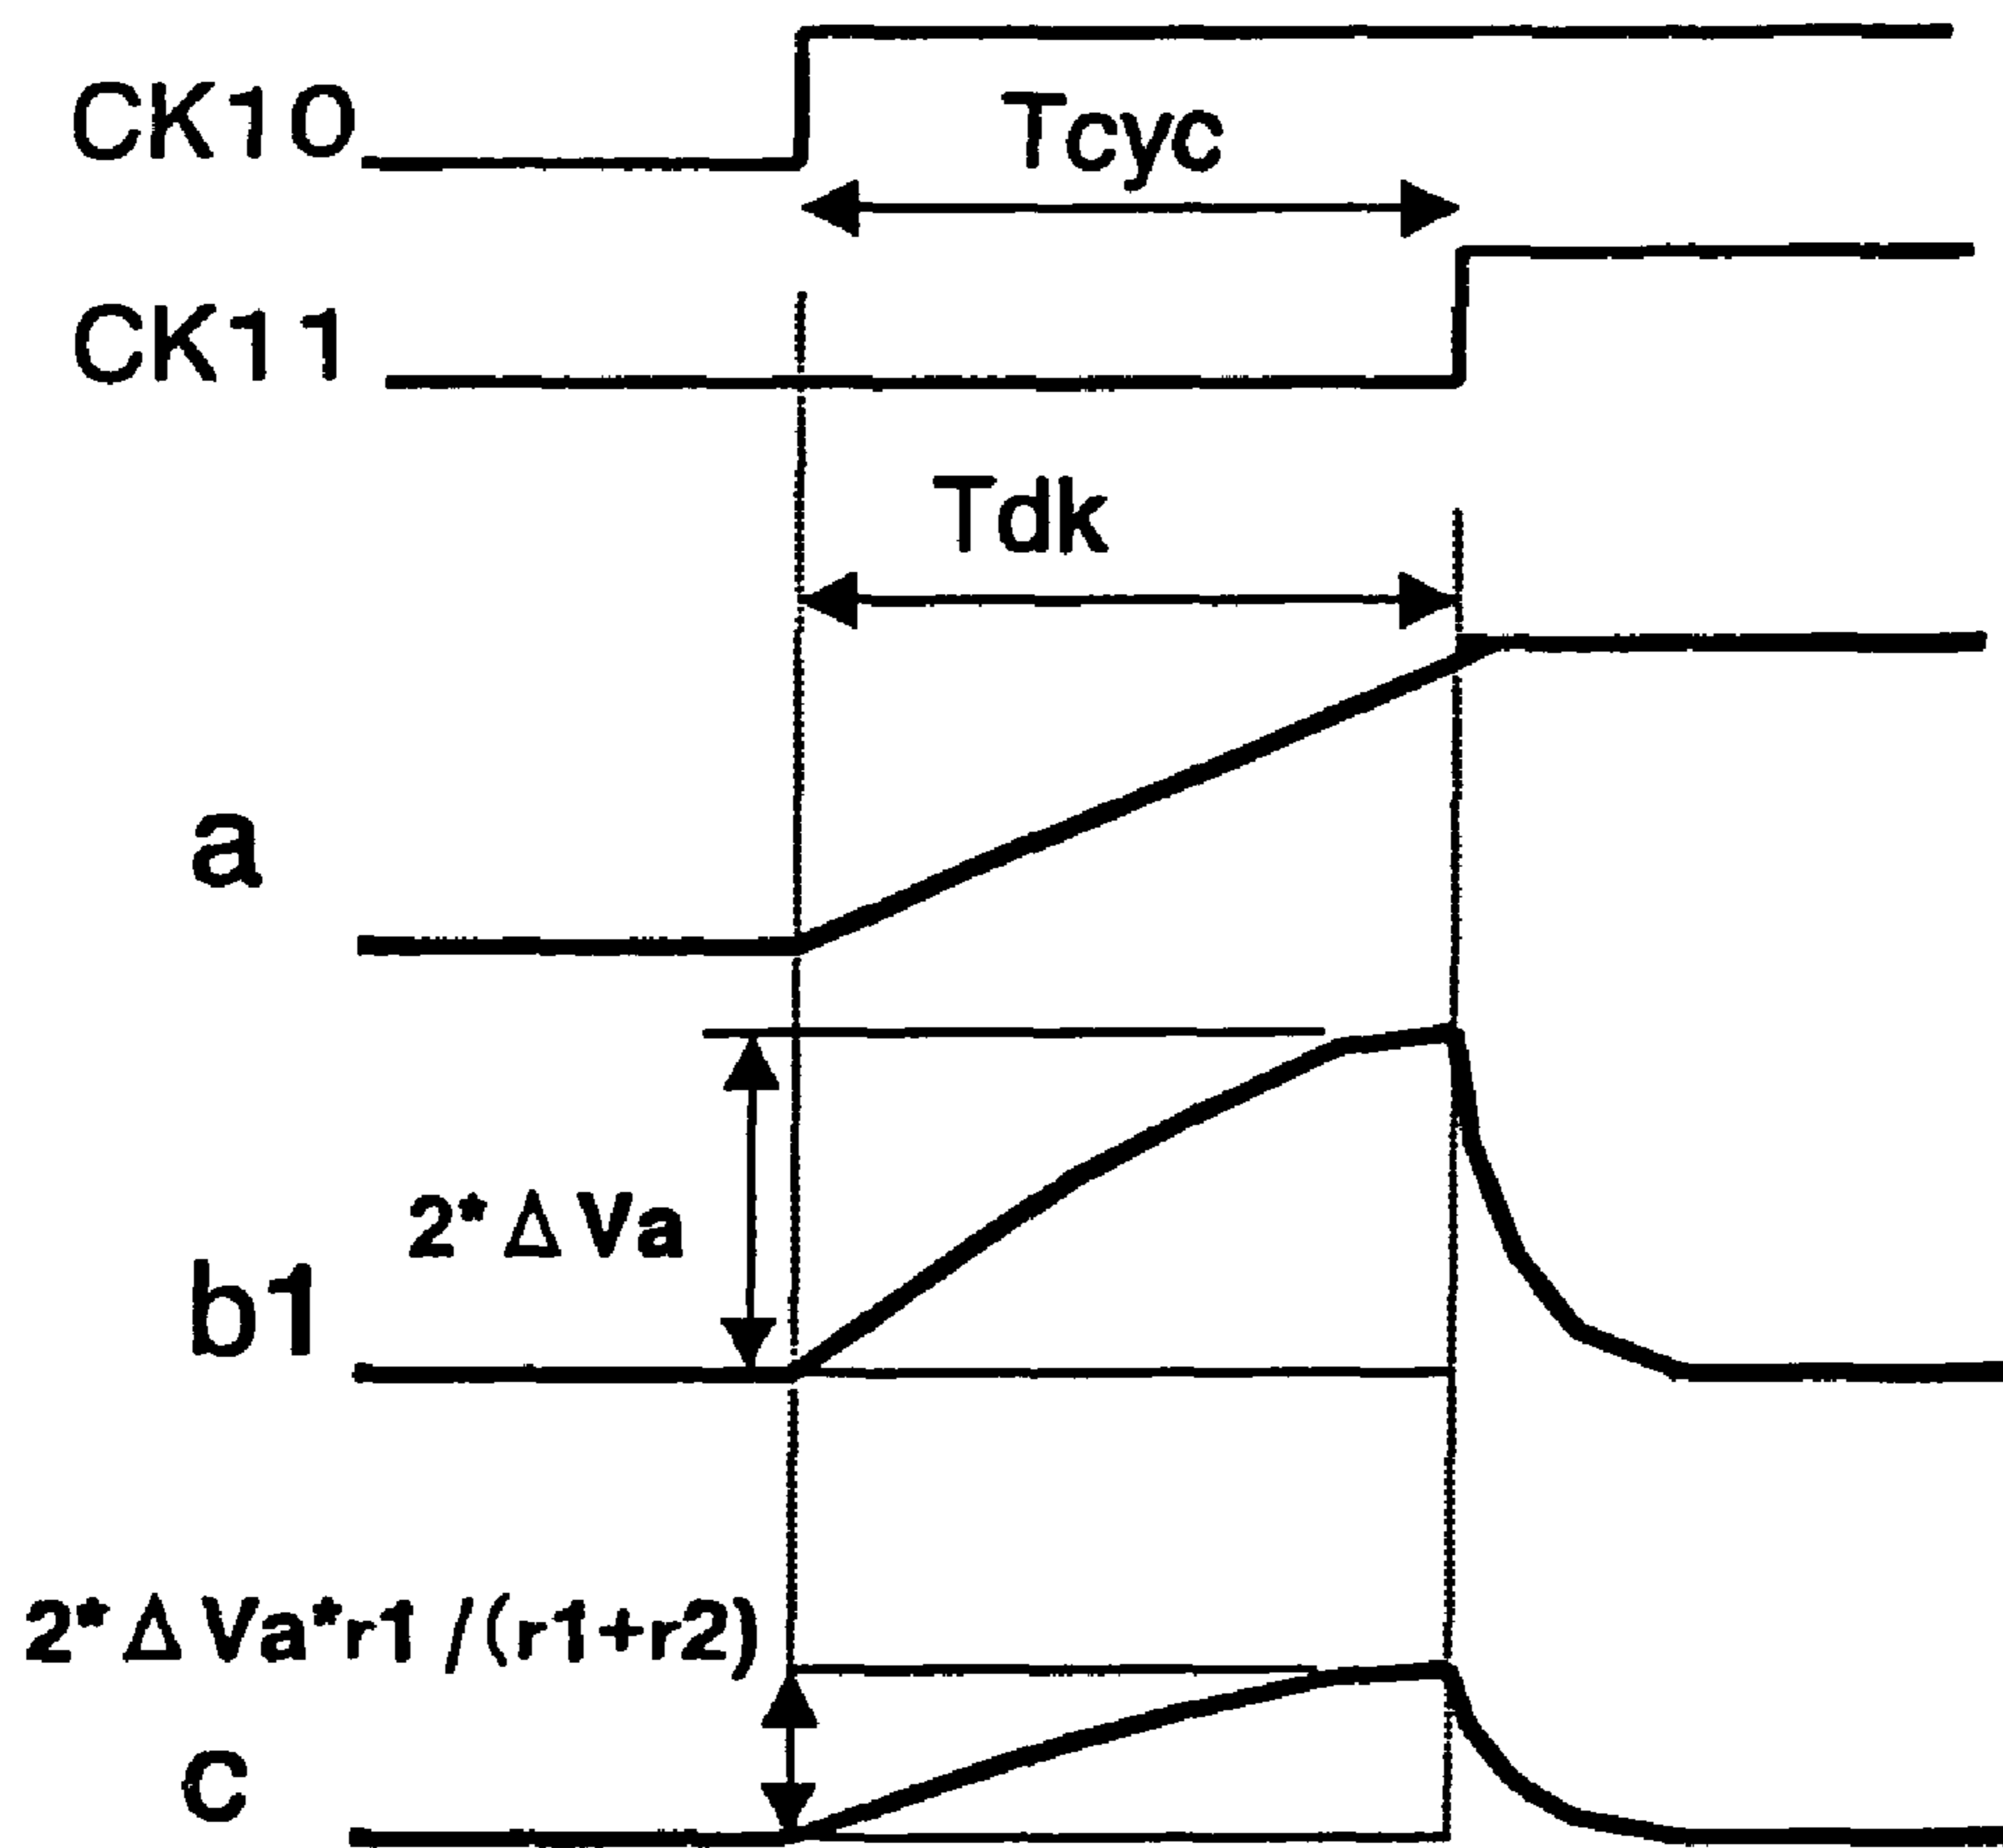 CK10
Tcyc
CK11
Tdk
a
2*ΔVa
b1
2*ΔVa*r1/(r1+r2)
C